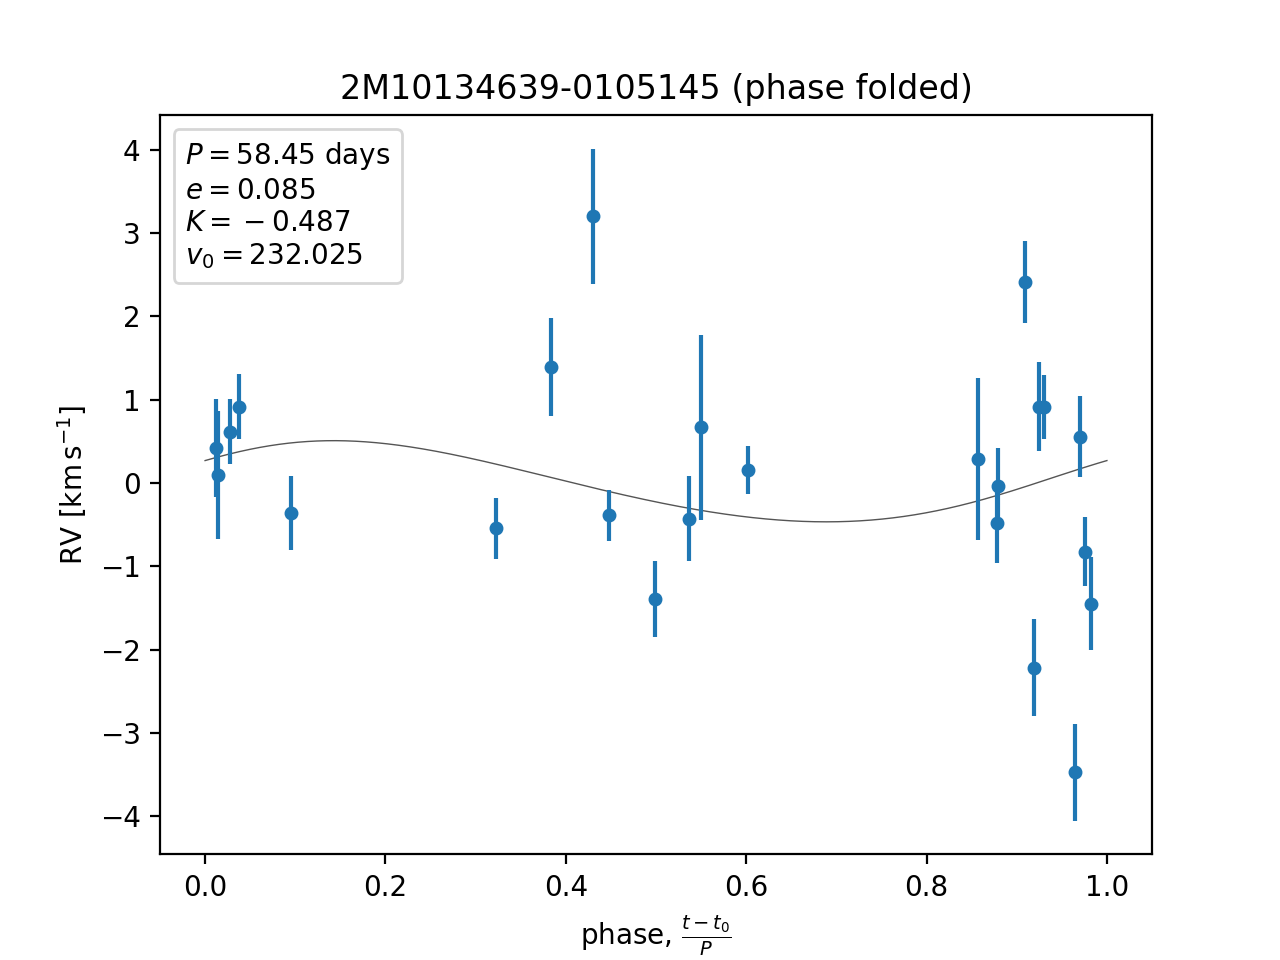 2M10134639-0105145 (phase folded)
P = 58.45 days
e = 0.085
K = −0.487
v₀ = 232.025
4
3
2
1
0
−1
−2
−3
−4
RV [km s⁻¹]
0.0 0.2 0.4 0.6 0.8 1.0
phase, (t − t₀)/P